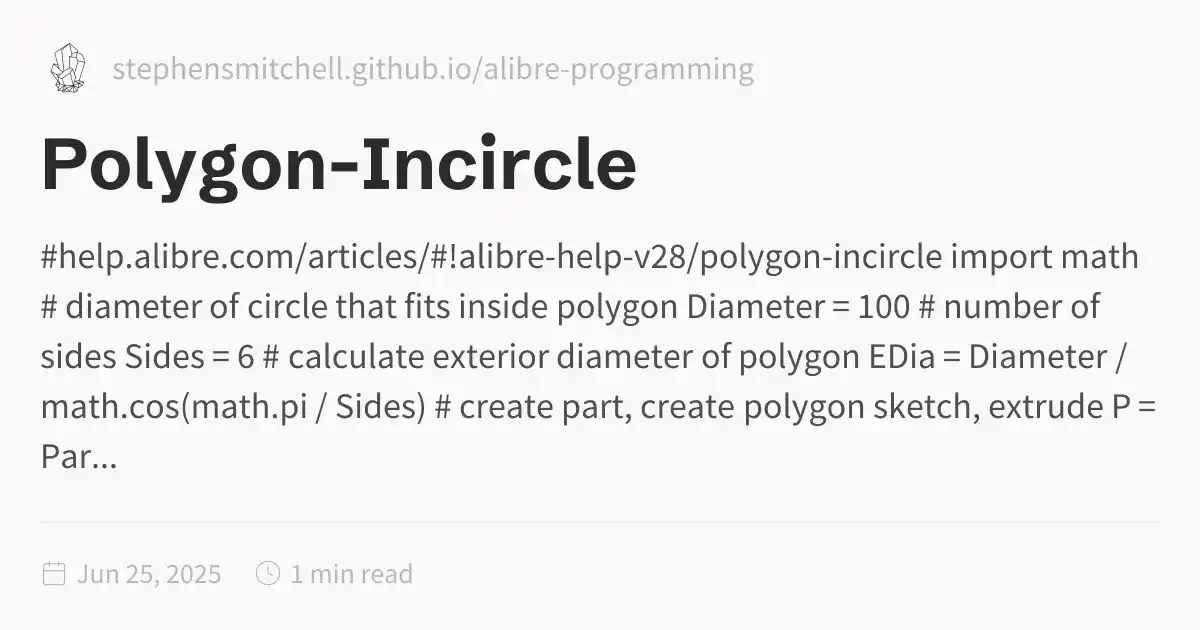 stephensmitchell.github.io/alibre-programming
Polygon-Incircle
#help.alibre.com/articles/#!alibre-help-v28/polygon-incircle import math
# diameter of circle that fits inside polygon Diameter = 100 # number of
sides Sides = 6 # calculate exterior diameter of polygon EDia = Diameter /
math.cos(math.pi / Sides) # create part, create polygon sketch, extrude P =
Par...
Jun 25, 2025 1 min read